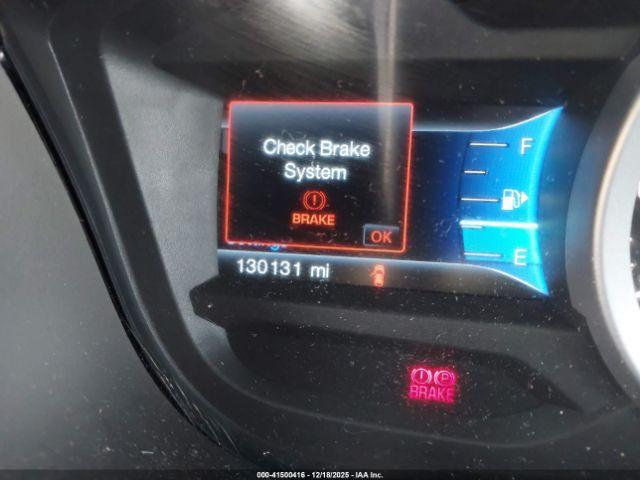 Check Brake
System
BRAKE
OK
F
E
130131 mi
P
BRAKE
000-41500416 - 12/18/2025 - IAA Inc.